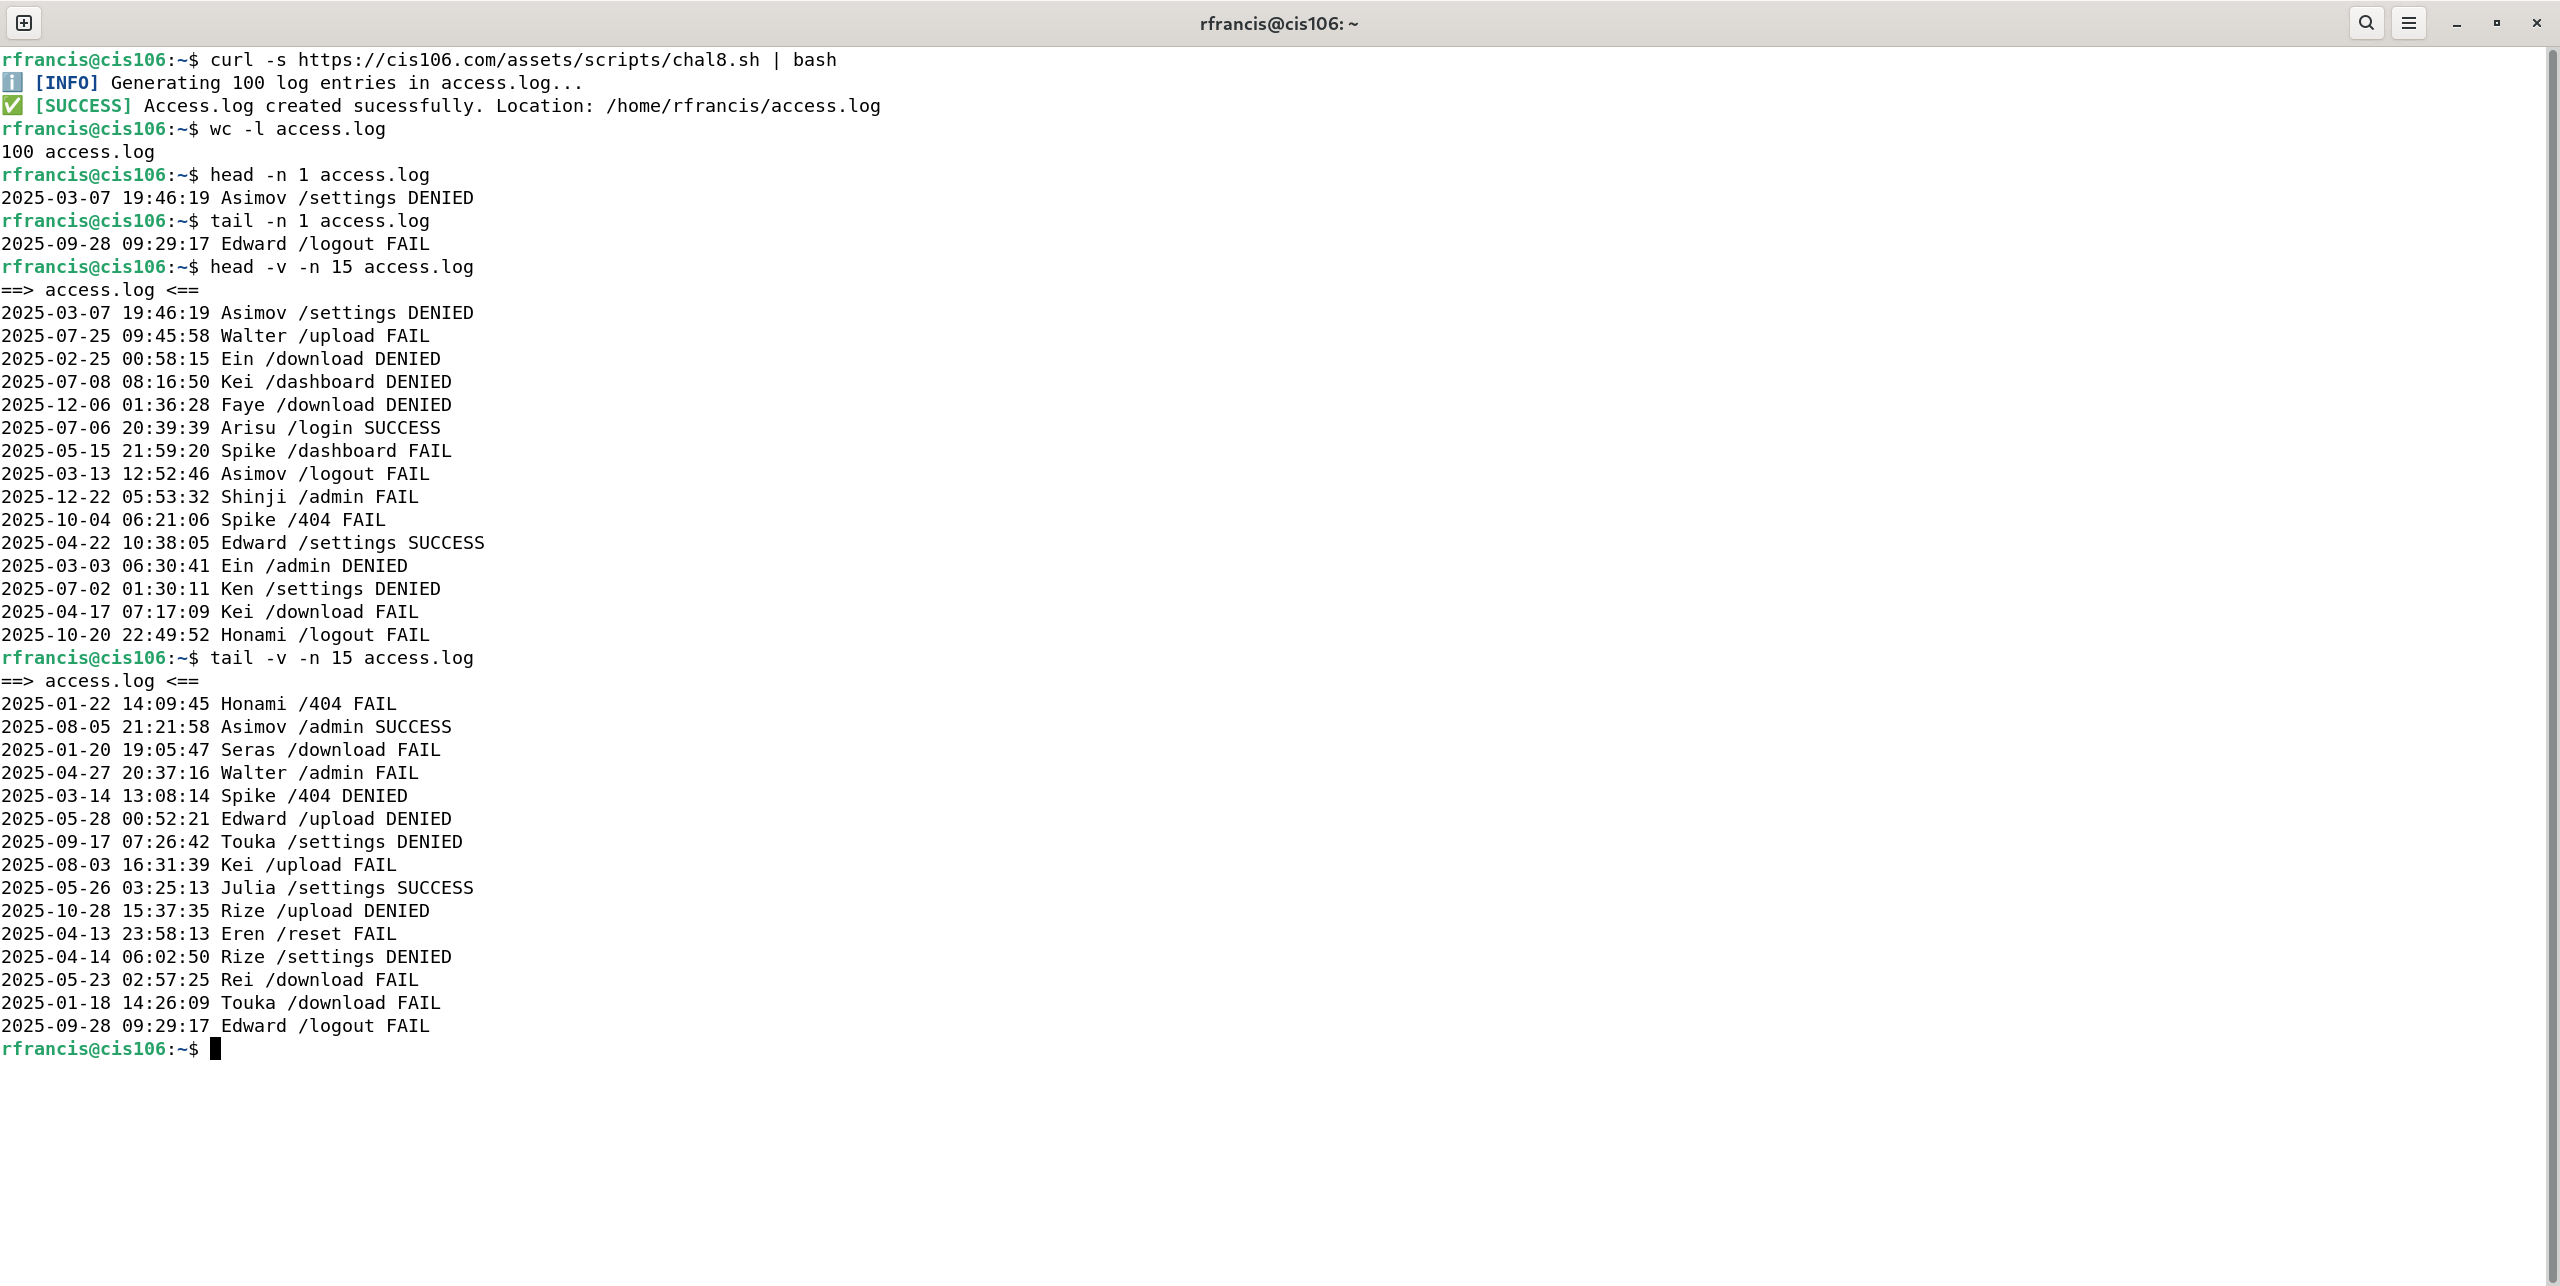 rfrancis@cis106: ~
rfrancis@cis106:~$ curl -s https://cis106.com/assets/scripts/chal8.sh | bash
ℹ️ [INFO] Generating 100 log entries in access.log...
✅ [SUCCESS] Access.log created sucessfully. Location: /home/rfrancis/access.log
rfrancis@cis106:~$ wc -l access.log
100 access.log
rfrancis@cis106:~$ head -n 1 access.log
2025-03-07 19:46:19 Asimov /settings DENIED
rfrancis@cis106:~$ tail -n 1 access.log
2025-09-28 09:29:17 Edward /logout FAIL
rfrancis@cis106:~$ head -v -n 15 access.log
==> access.log <==
2025-03-07 19:46:19 Asimov /settings DENIED
2025-07-25 09:45:58 Walter /upload FAIL
2025-02-25 00:58:15 Ein /download DENIED
2025-07-08 08:16:50 Kei /dashboard DENIED
2025-12-06 01:36:28 Faye /download DENIED
2025-07-06 20:39:39 Arisu /login SUCCESS
2025-05-15 21:59:20 Spike /dashboard FAIL
2025-03-13 12:52:46 Asimov /logout FAIL
2025-12-22 05:53:32 Shinji /admin FAIL
2025-10-04 06:21:06 Spike /404 FAIL
2025-04-22 10:38:05 Edward /settings SUCCESS
2025-03-03 06:30:41 Ein /admin DENIED
2025-07-02 01:30:11 Ken /settings DENIED
2025-04-17 07:17:09 Kei /download FAIL
2025-10-20 22:49:52 Honami /logout FAIL
rfrancis@cis106:~$ tail -v -n 15 access.log
==> access.log <==
2025-01-22 14:09:45 Honami /404 FAIL
2025-08-05 21:21:58 Asimov /admin SUCCESS
2025-01-20 19:05:47 Seras /download FAIL
2025-04-27 20:37:16 Walter /admin FAIL
2025-03-14 13:08:14 Spike /404 DENIED
2025-05-28 00:52:21 Edward /upload DENIED
2025-09-17 07:26:42 Touka /settings DENIED
2025-08-03 16:31:39 Kei /upload FAIL
2025-05-26 03:25:13 Julia /settings SUCCESS
2025-10-28 15:37:35 Rize /upload DENIED
2025-04-13 23:58:13 Eren /reset FAIL
2025-04-14 06:02:50 Rize /settings DENIED
2025-05-23 02:57:25 Rei /download FAIL
2025-01-18 14:26:09 Touka /download FAIL
2025-09-28 09:29:17 Edward /logout FAIL
rfrancis@cis106:~$